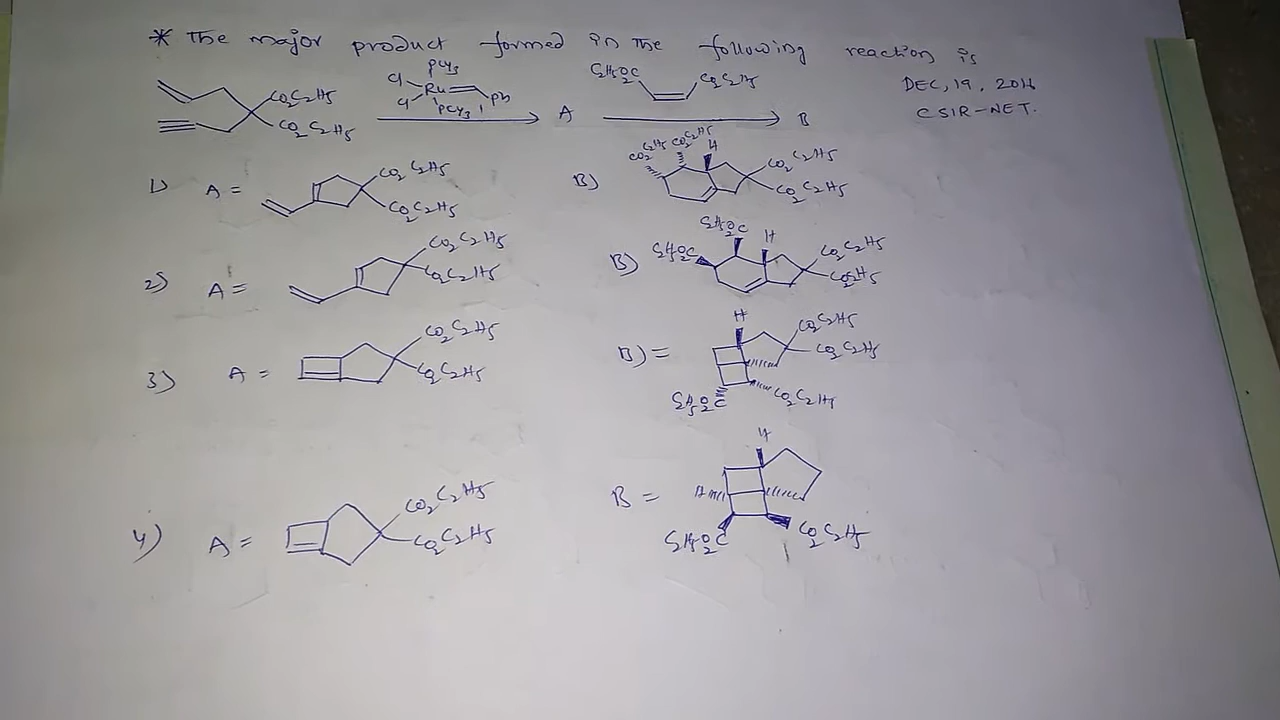 * The major product formed in the following reaction is
DEC, 19, 2016
CSIR-NET.
CO2C2H5
CO2C2H5
PCy3
Cl
Cl
Ru
Ph
PCy3
A
C2H5O2C
CO2C2H5
B
1) A =
CO2C2H5
CO2C2H5
B)
CO2C2H5 CO2C2H5
H
CO2C2H5
CO2C2H5
2) A =
CO2C2H5
CO2C2H5
B)
C2H5O2C
C2H5O2C
H
CO2C2H5
CO2C2H5
3) A =
CO2C2H5
CO2C2H5
B) =
H
CO2C2H5
CO2C2H5
C2H5O2C
CO2C2H5
4) A =
CO2C2H5
CO2C2H5
B =
H
H
C2H5O2C
CO2C2H5